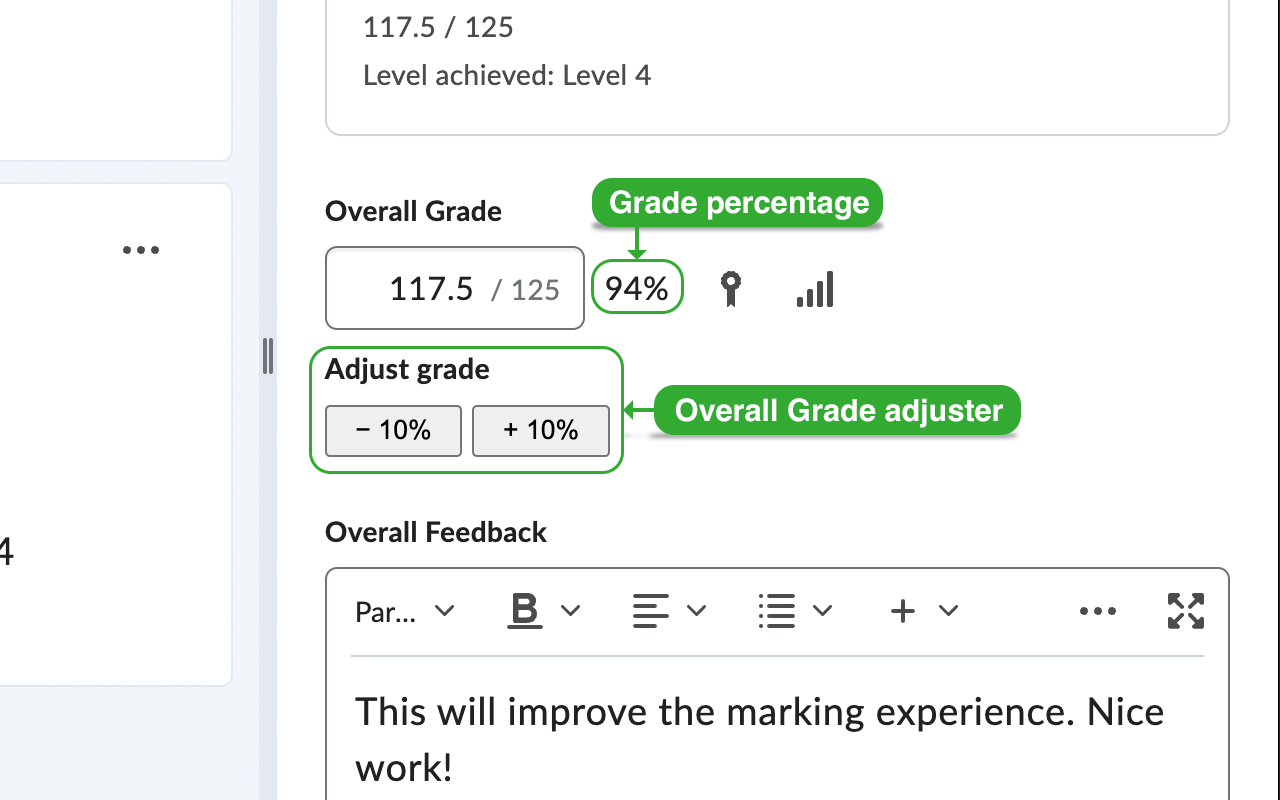 117.5 / 125
Level achieved: Level 4
Grade percentage
Overall Grade
117.5 / 125
94%
Adjust grade
− 10%
+ 10%
Overall Grade adjuster
4
Overall Feedback
Par...
B
This will improve the marking experience. Nice
work!